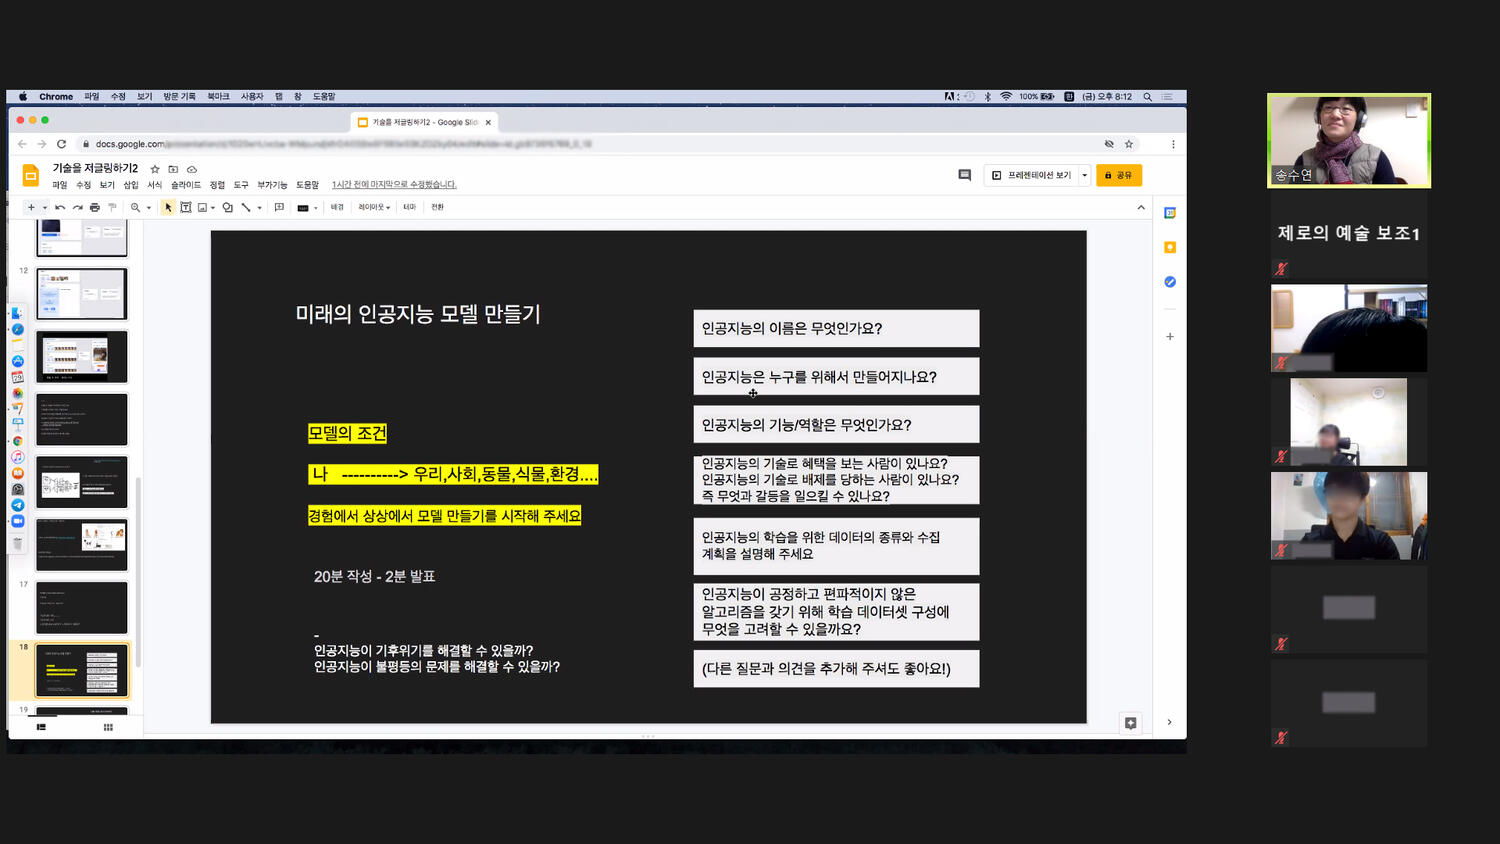 Chrome 파일 수정 보기 방문 기록 북마크 사용자 탭 창 도움말
100% (금) 오후 8:12
기술을 저글링하기2 - Google Slid
docs.google.com
기술을 저글링하기2
파일 수정 보기 삽입 서식 슬라이드 정렬 도구 부가기능 도움말 1시간 전에 마지막으로 수정했습니다.
프레젠테이션 보기
공유
배경 레이아웃 테마 전환
12
17
18
19
미래의 인공지능 모델 만들기
모델의 조건
나 ----------> 우리,사회,동물,식물,환경....
경험에서 상상에서 모델 만들기를 시작해 주세요
20분 작성 - 2분 발표
-
인공지능이 기후위기를 해결할 수 있을까?
인공지능이 불평등의 문제를 해결할 수 있을까?
인공지능의 이름은 무엇인가요?
인공지능은 누구를 위해서 만들어지나요?
인공지능의 기능/역할은 무엇인가요?
인공지능의 기술로 혜택을 보는 사람이 있나요?
인공지능의 기술로 배제를 당하는 사람이 있나요?
즉 무엇과 갈등을 일으킬 수 있나요?
인공지능의 학습을 위한 데이터의 종류와 수집
계획을 설명해 주세요
인공지능이 공정하고 편파적이지 않은
알고리즘을 갖기 위해 학습 데이터셋 구성에
무엇을 고려할 수 있을까요?
(다른 질문과 의견을 추가해 주셔도 좋아요!)
송수연
제로의 예술 보조1